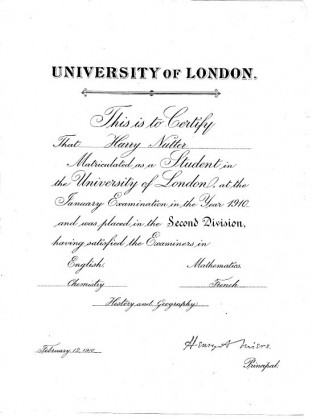 UNIVERSITY OF LONDON.
This is to Certify
That Harry Nutter
Matriculated as a Student in
the University of London, at the
January Examination in the Year 1910.
and was placed in the Second Division,
having satisfied the Examiners in
English. Mathematics.
Chemistry French
History and Geography
February 12, 1910.
Henry A Miers
Principal.